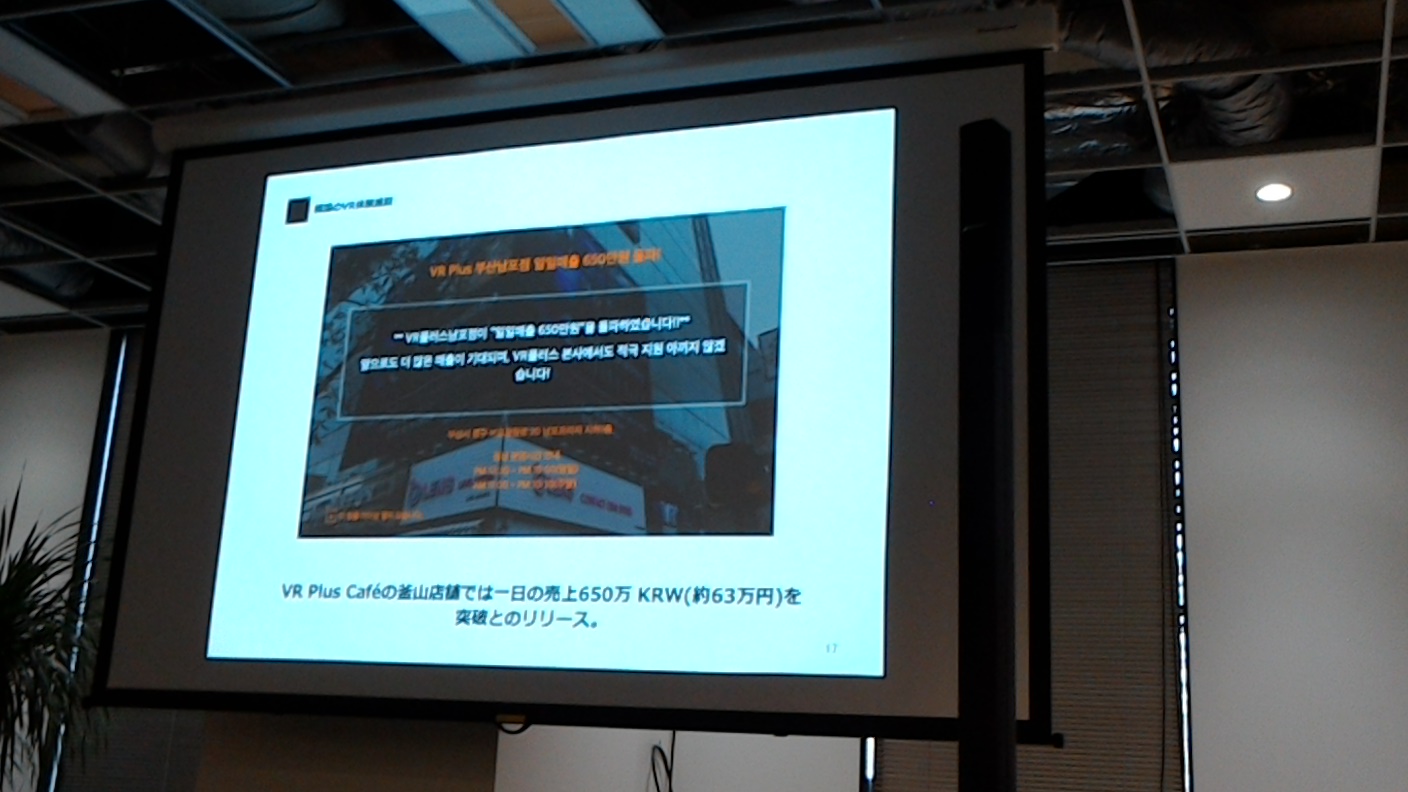 韓国のVR体験施設
VR Plus 부산남포점 일일매출 650만원 돌파!
** VR플러스남포점이 "일일매출 650만원"을 돌파하였습니다!!**
앞으로도 더 많은 매출이 기대되며, VR플러스 본사에서도 적극 지원 아끼지 않겠
습니다!
VR Plus Caféの釜山店舗では一日の売上650万 KRW(約63万円)を
突破とのリリース。
17